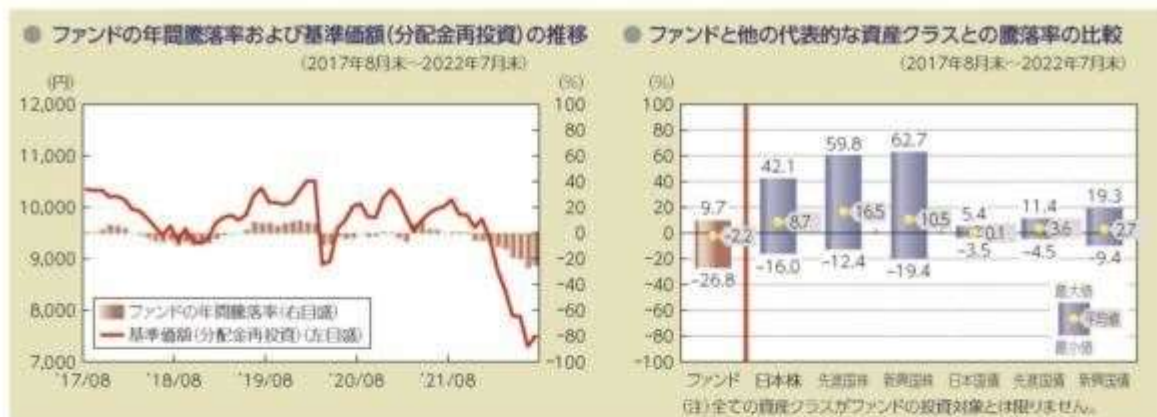 ● ファンドの年間騰落率および基準価額(分配金再投資)の推移
(2017年8月末～2022年7月末)
(円)
(%)
12,000
11,000
10,000
9,000
8,000
7,000
100
80
60
40
20
0
-20
-40
-60
-80
-100
ファンドの年間騰落率(右目盛)
基準価額(分配金再投資)(左目盛)
'17/08 '18/08 '19/08 '20/08 '21/08
● ファンドと他の代表的な資産クラスとの騰落率の比較
(2017年8月末～2022年7月末)
(%)
100
80
60
40
20
0
-20
-40
-60
-80
-100
9.7 42.1 59.8 62.7 5.4 11.4 19.3
-2.2 8.7 16.5 10.5 0.1 3.6 2.7
-26.8 -16.0 -12.4 -19.4 -3.5 -4.5 -9.4
最大値
平均値
最小値
ファンド 日本株 先進国株 新興国株 日本国債 先進国債 新興国債
(注)全ての資産クラスがファンドの投資対象とは限りません。